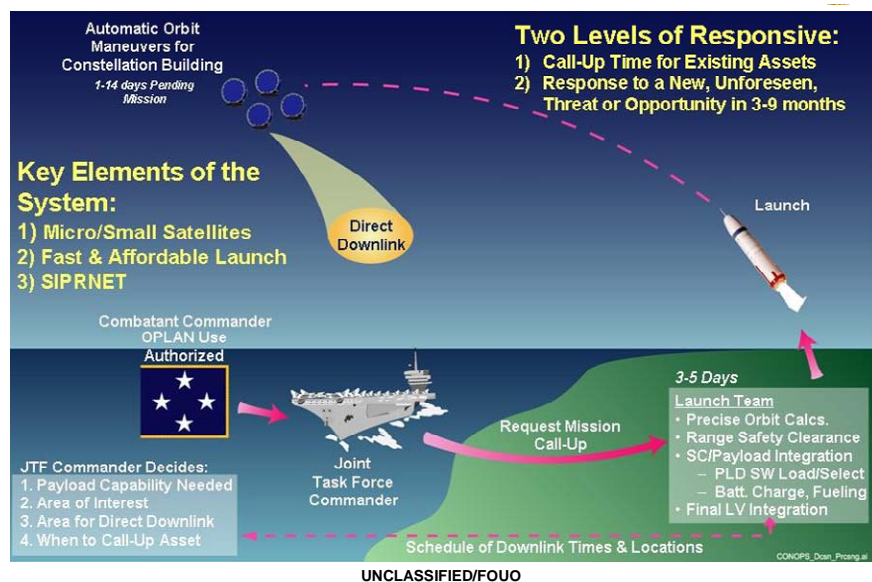 Automatic Orbit
Maneuvers for
Constellation Building
1-14 days Pending
Mission
Two Levels of Responsive:
1) Call-Up Time for Existing Assets
2) Response to a New, Unforeseen,
Threat or Opportunity in 3-9 months
Key Elements of the
System:
1) Micro/Small Satellites
2) Fast & Affordable Launch
3) SIPRNET
Direct
Downlink
Launch
Combatant Commander
OPLAN Use
Authorized
Joint
Task Force
Commander
Request Mission
Call-Up
3-5 Days
Launch Team
• Precise Orbit Calcs.
• Range Safety Clearance
• SC/Payload Integration
– PLD SW Load/Select
– Batt. Charge, Fueling
• Final LV Integration
JTF Commander Decides:
1. Payload Capability Needed
2. Area of Interest
3. Area for Direct Downlink
4. When to Call-Up Asset
Schedule of Downlink Times & Locations
CONOPS_Dcsn_Prcsng.ai
UNCLASSIFIED/FOUO